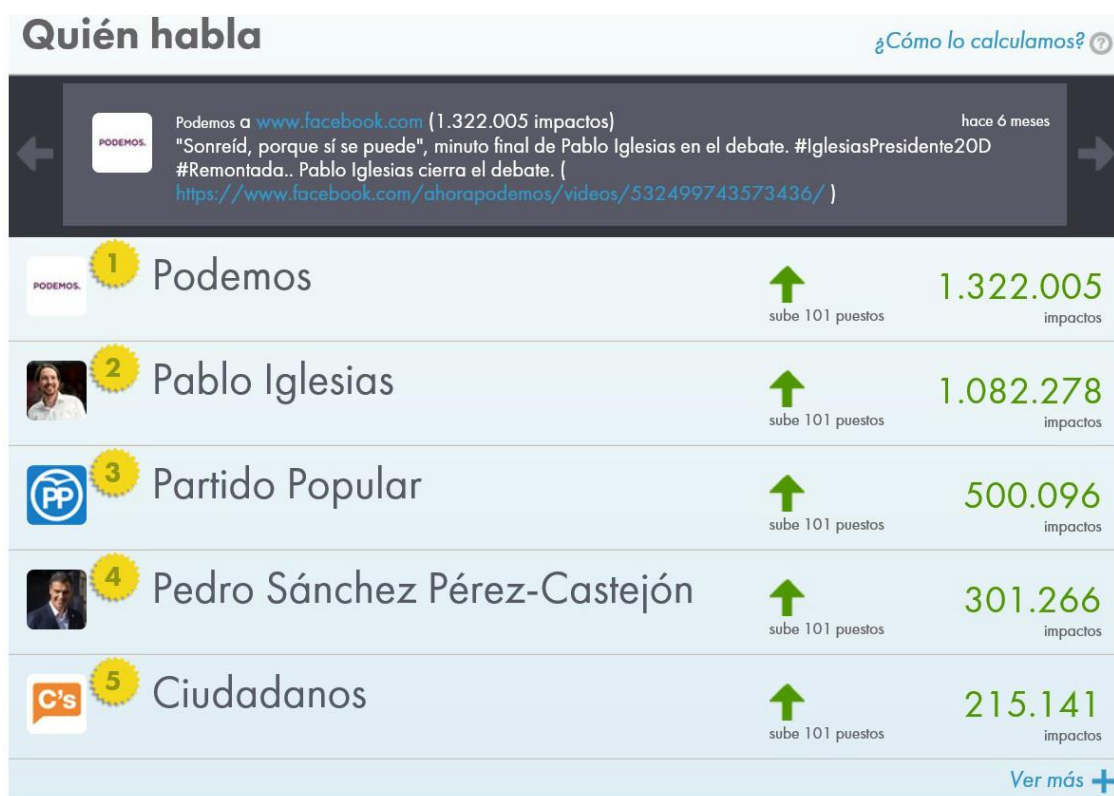 Quién habla
¿Cómo lo calculamos? ?
Podemos a www.facebook.com (1.322.005 impactos)
hace 6 meses
PODEMOS.
"Sonreíd, porque sí se puede", minuto final de Pablo Iglesias en el debate. #IglesiasPresidente20D
#Remontada.. Pablo Iglesias cierra el debate. (
https://www.facebook.com/ahorapodemos/videos/532499743573436/ )
PODEMOS.
1
Podemos
sube 101 puestos
1.322.005
impactos
2
Pablo Iglesias
sube 101 puestos
1.082.278
impactos
PP
3
Partido Popular
sube 101 puestos
500.096
impactos
4
Pedro Sánchez Pérez-Castejón
sube 101 puestos
301.266
impactos
C's
5
Ciudadanos
sube 101 puestos
215.141
impactos
Ver más +